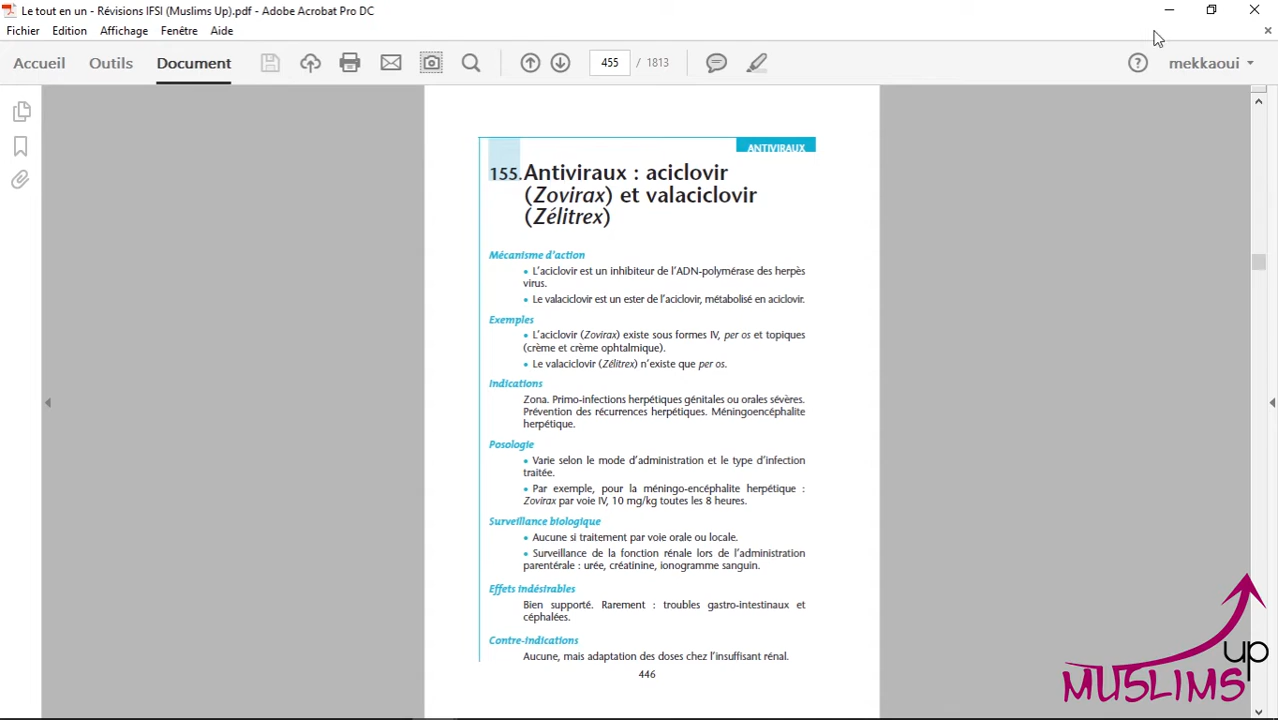 Le tout en un - Révisions IFSI (Muslims Up).pdf - Adobe Acrobat Pro DC
Fichier Edition Affichage Fenêtre Aide
Accueil Outils Document 455 / 1813 mekkaoui
ANTIVIRAUX
155. Antiviraux : aciclovir
(Zovirax) et valaciclovir
(Zélitrex)
Mécanisme d'action
• L'aciclovir est un inhibiteur de l'ADN-polymérase des herpès
virus.
• Le valaciclovir est un ester de l'aciclovir, métabolisé en aciclovir.
Exemples
• L'aciclovir (Zovirax) existe sous formes IV, per os et topiques
(crème et crème ophtalmique).
• Le valaciclovir (Zélitrex) n'existe que per os.
Indications
Zona. Primo-infections herpétiques génitales ou orales sévères.
Prévention des récurrences herpétiques. Méningoencéphalite
herpétique.
Posologie
• Varie selon le mode d'administration et le type d'infection
traitée.
• Par exemple, pour la méningo-encéphalite herpétique :
Zovirax par voie IV, 10 mg/kg toutes les 8 heures.
Surveillance biologique
• Aucune si traitement par voie orale ou locale.
• Surveillance de la fonction rénale lors de l'administration
parentérale : urée, créatinine, ionogramme sanguin.
Effets indésirables
Bien supporté. Rarement : troubles gastro-intestinaux et
céphalées.
Contre-indications
Aucune, mais adaptation des doses chez l'insuffisant rénal.
446
MUSLIMS up